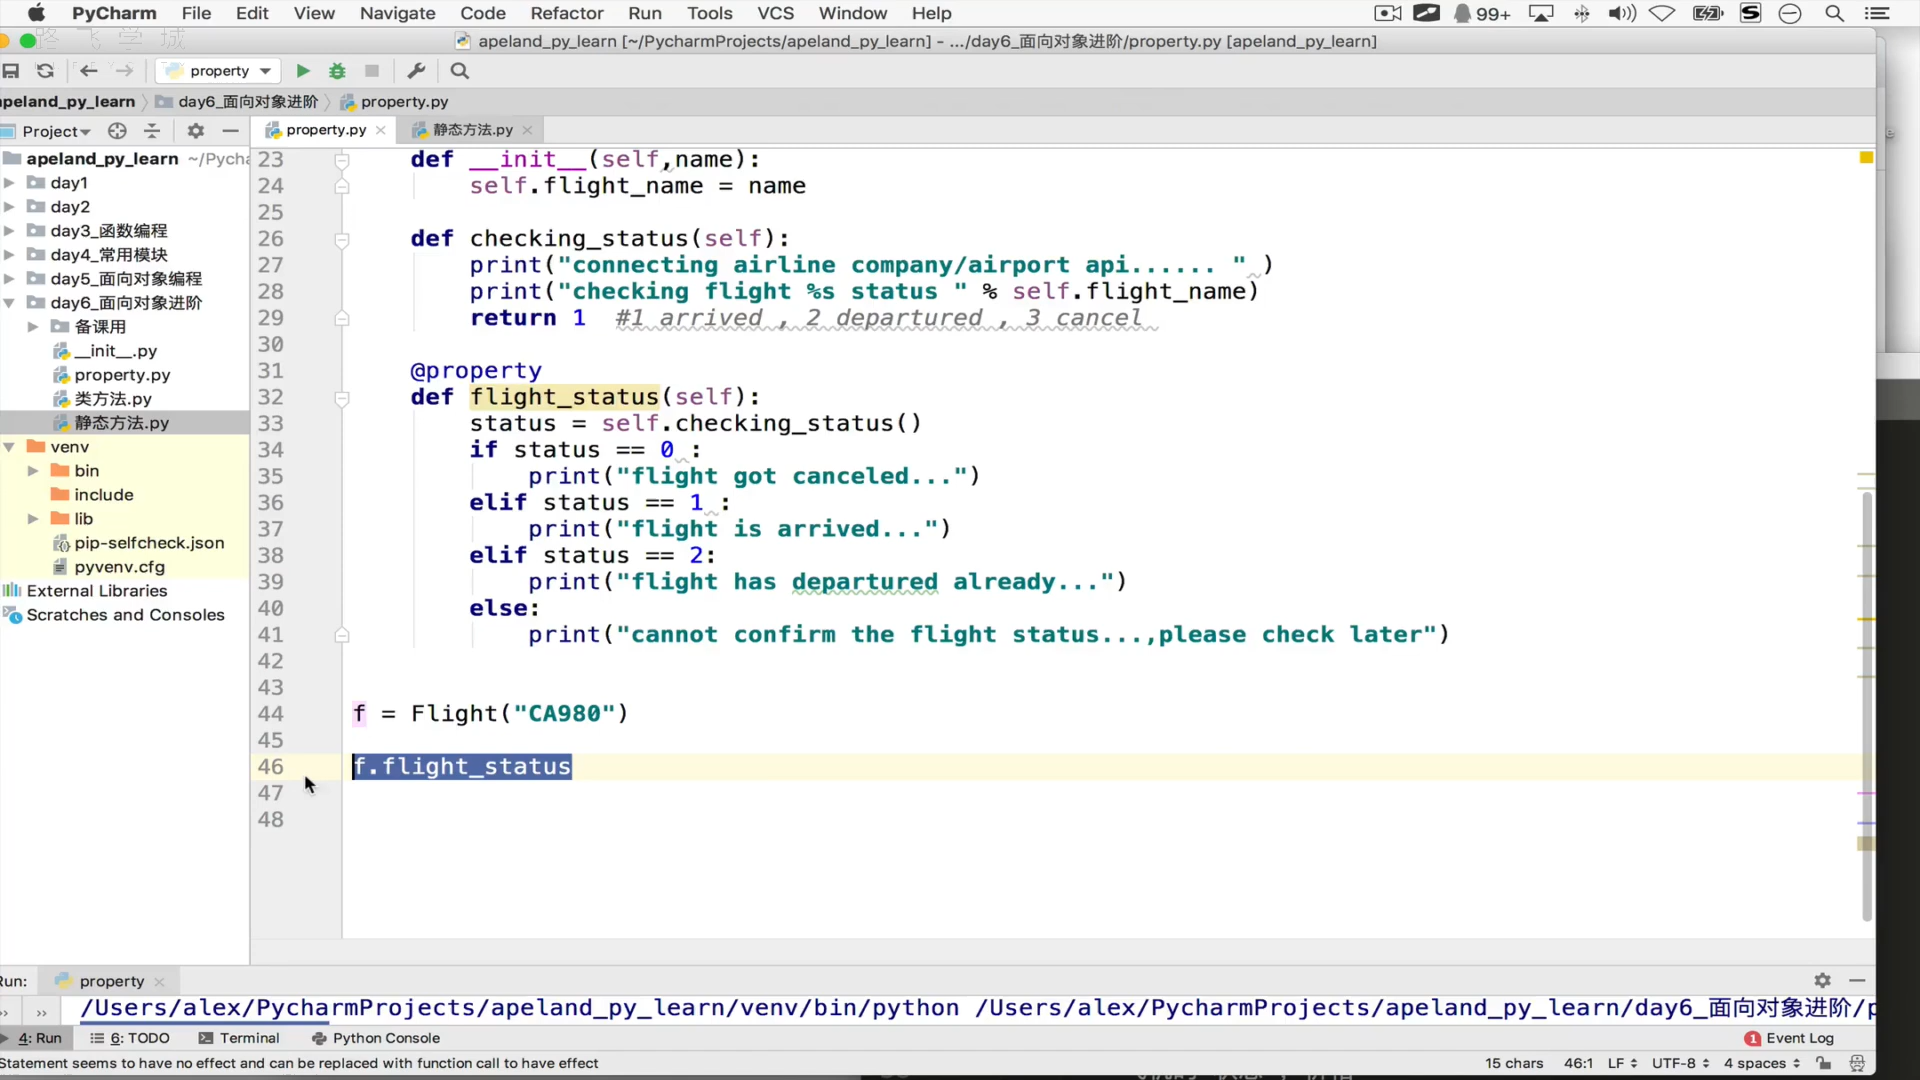 PyCharm File Edit View Navigate Code Refactor Run Tools VCS Window Help 99+
路飞学城
apeland_py_learn [~/PycharmProjects/apeland_py_learn] - .../day6_面向对象进阶/property.py [apeland_py_learn]
property
apeland_py_learn day6_面向对象进阶 property.py
Project property.py 静态方法.py
apeland_py_learn ~/Pycha
day1
day2
day3_函数编程
day4_常用模块
day5_面向对象编程
day6_面向对象进阶
备课用
__init__.py
property.py
类方法.py
静态方法.py
venv
bin
include
lib
pip-selfcheck.json
pyvenv.cfg
External Libraries
Scratches and Consoles
23 def __init__(self,name):
24 self.flight_name = name
25
26 def checking_status(self):
27 print("connecting airline company/airport api...... " )
28 print("checking flight %s status " % self.flight_name)
29 return 1 #1 arrived , 2 departured , 3 cancel
30
31 @property
32 def flight_status(self):
33 status = self.checking_status()
34 if status == 0 :
35 print("flight got canceled...")
36 elif status == 1 :
37 print("flight is arrived...")
38 elif status == 2:
39 print("flight has departured already...")
40 else:
41 print("cannot confirm the flight status...,please check later")
42
43
44 f = Flight("CA980")
45
46 f.flight_status
47
48
Run: property
/Users/alex/PycharmProjects/apeland_py_learn/venv/bin/python /Users/alex/PycharmProjects/apeland_py_learn/day6_面向对象进阶/p
4: Run 6: TODO Terminal Python Console 1 Event Log
Statement seems to have no effect and can be replaced with function call to have effect 15 chars 46:1 LF UTF-8 4 spaces